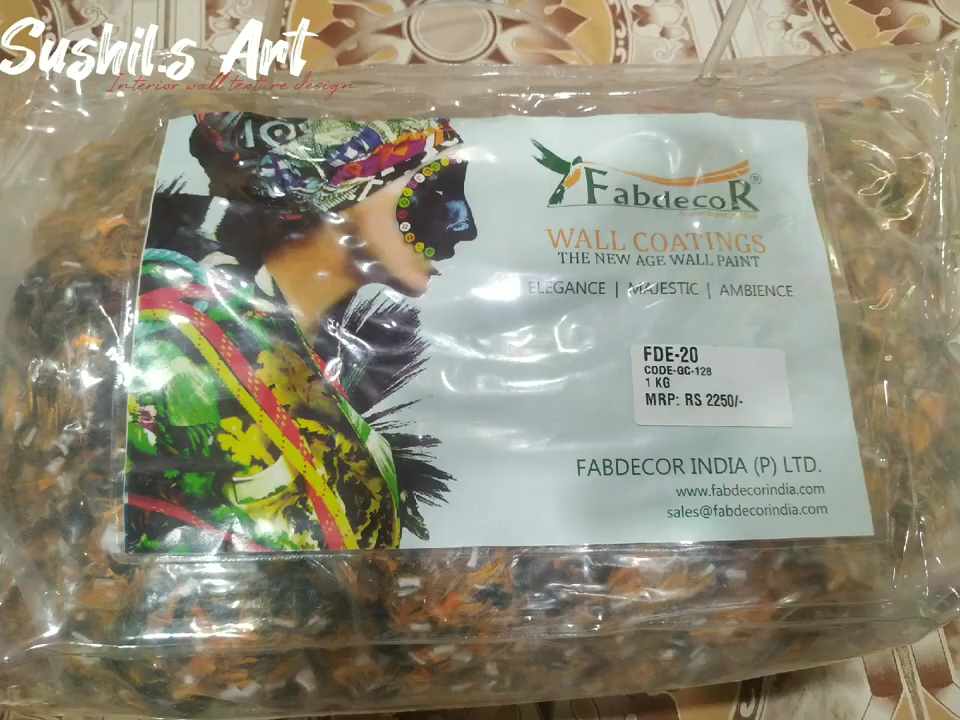 Sushil.s Art
Interior wall texture design
FabdecoR®
WALL COATINGS
THE NEW AGE WALL PAINT
ELEGANCE | MAJESTIC | AMBIENCE
FDE-20
CODE-GC-128
1 KG
MRP: RS 2250/-
FABDECOR INDIA (P) LTD.
www.fabdecorindia.com
sales@fabdecorindia.com